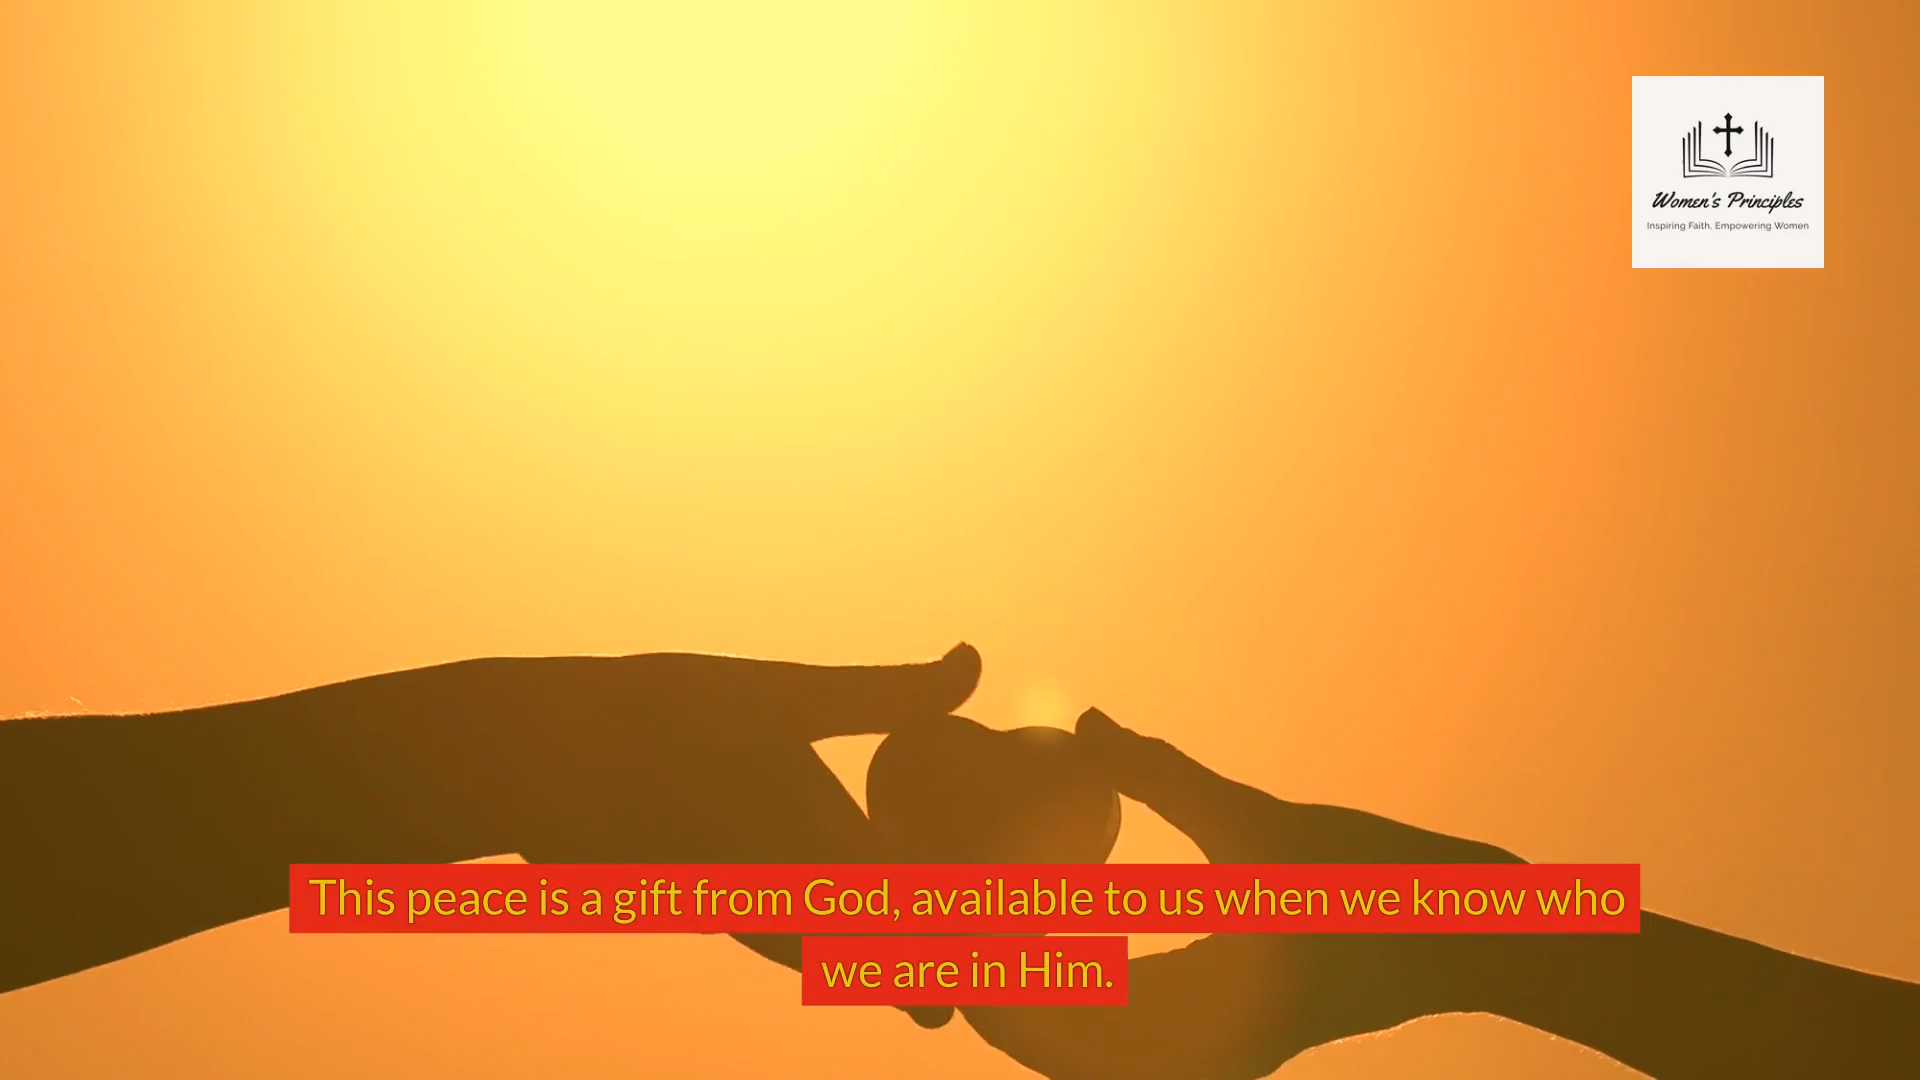 Women's Principles
Inspiring Faith, Empowering Women
This peace is a gift from God, available to us when we know who
we are in Him.